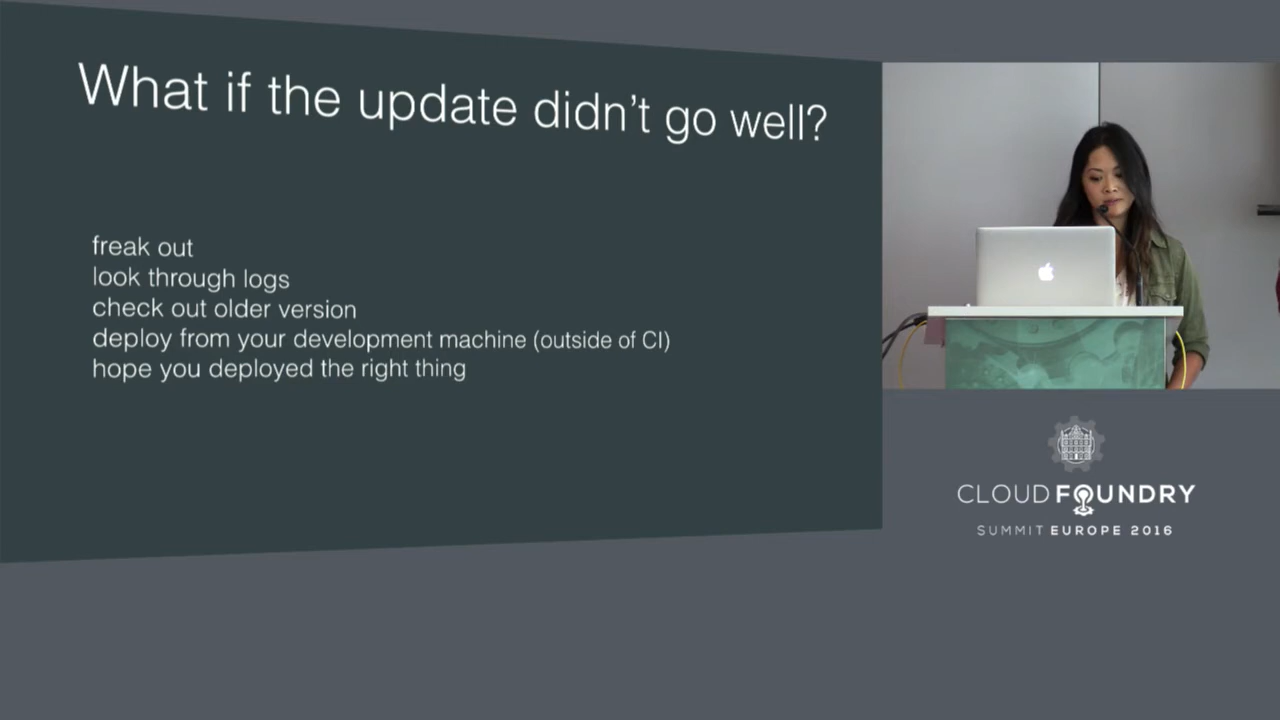 What if the update didn't go well?
freak out
look through logs
check out older version
deploy from your development machine (outside of CI)
hope you deployed the right thing
CLOUD FOUNDRY
SUMMIT EUROPE 2016